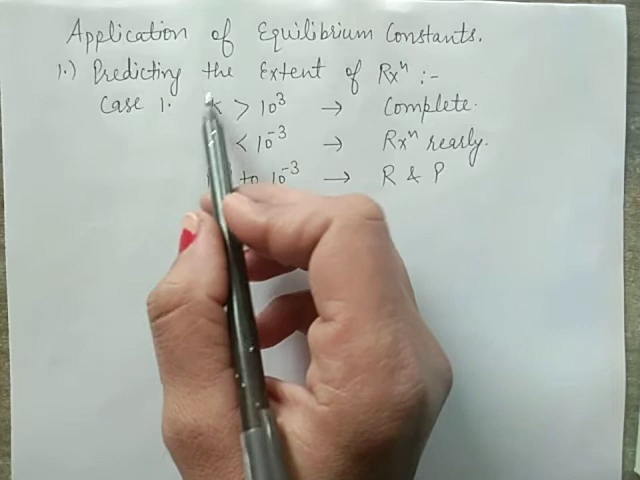 Application of Equilibrium Constants.
1.) Predicting the Extent of Rxⁿ :-
Case 1. K > 10³ → Complete.
< 10⁻³ → Rxⁿ rearly.
to 10⁻³ → R & P